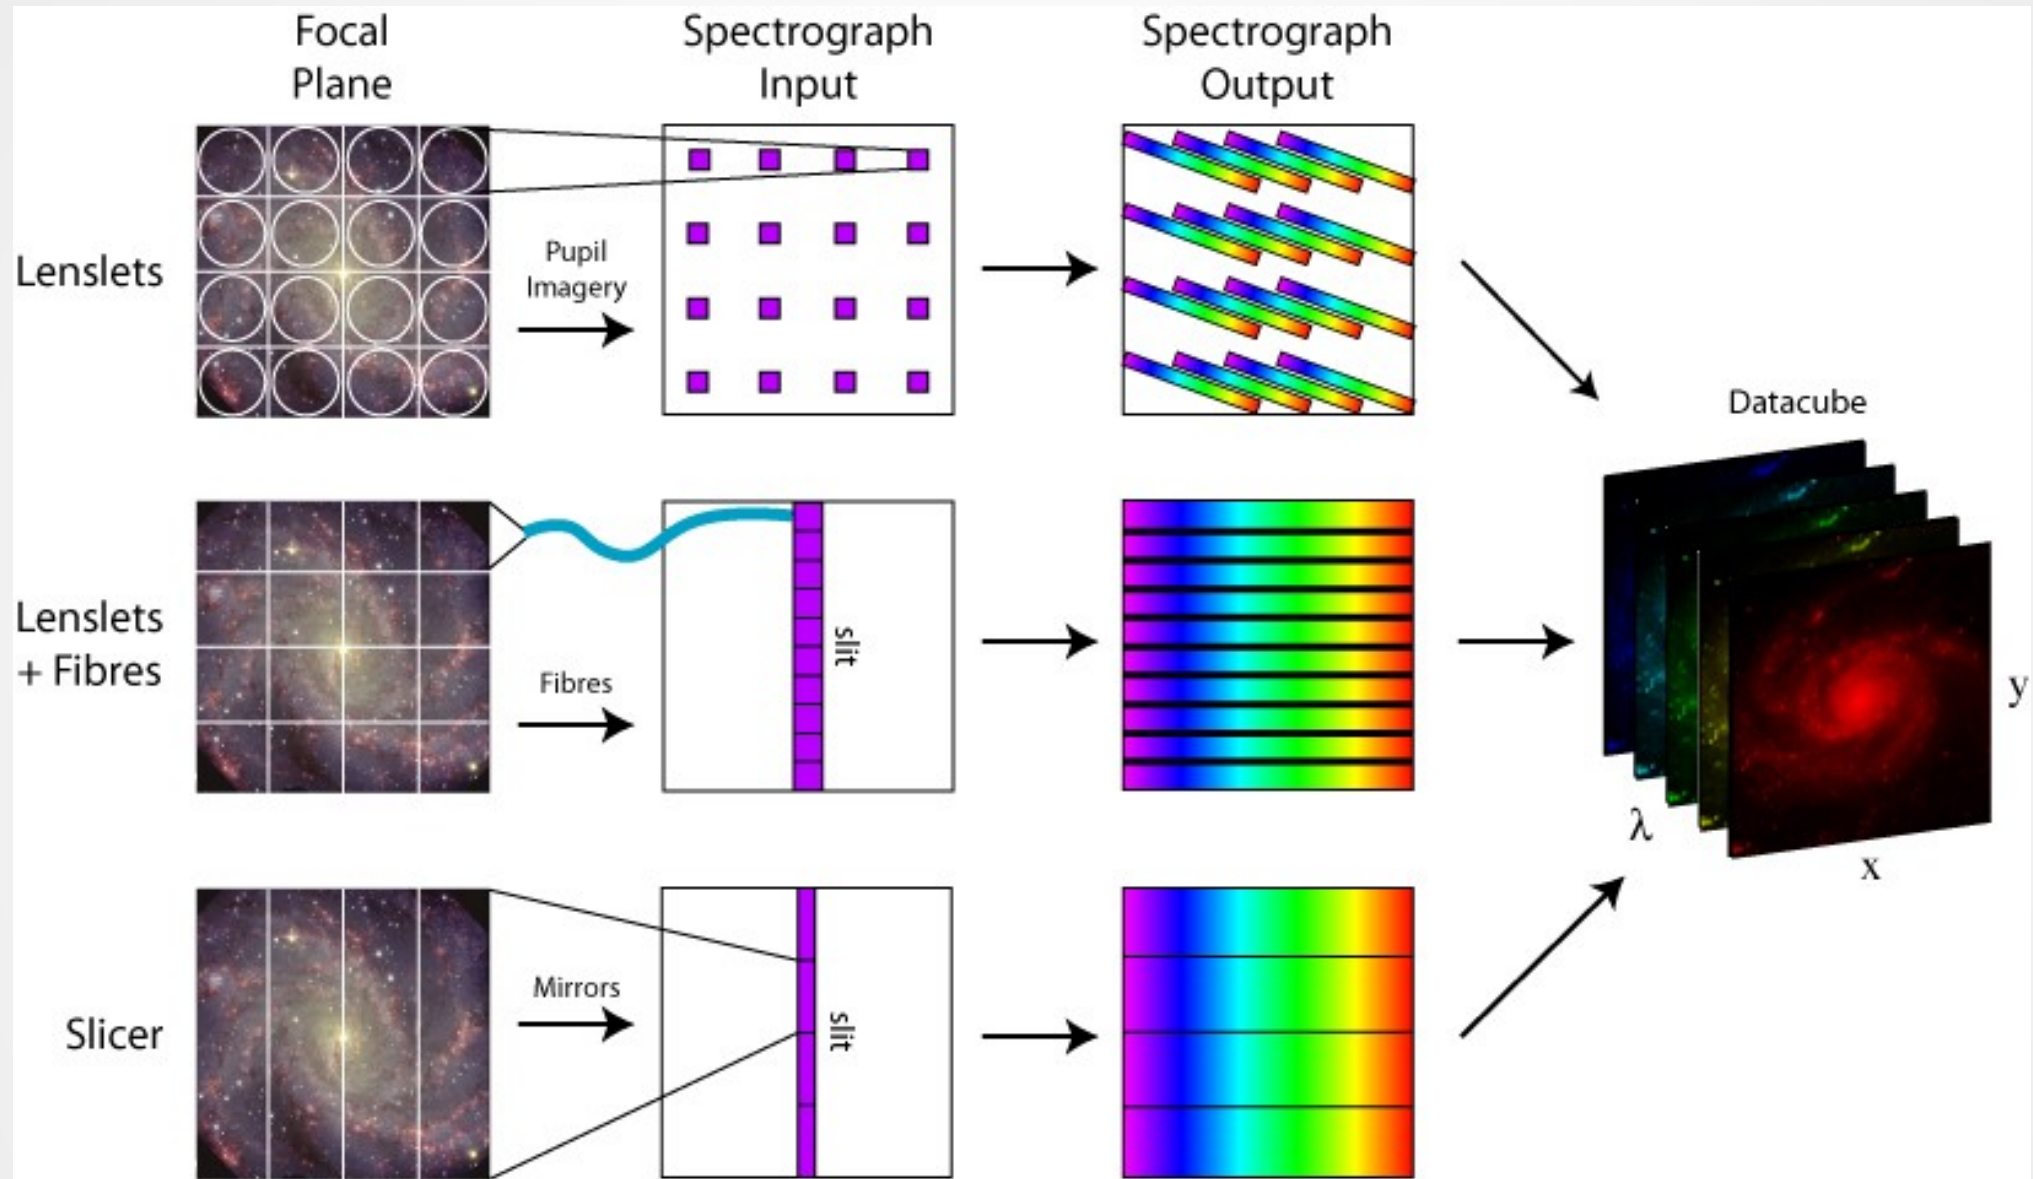 Focal
Plane
Spectrograph
Input
Spectrograph
Output
Lenslets
Pupil
Imagery
Datacube
Lenslets
+ Fibres
Fibres
slit
y
λ
x
Slicer
Mirrors
slit